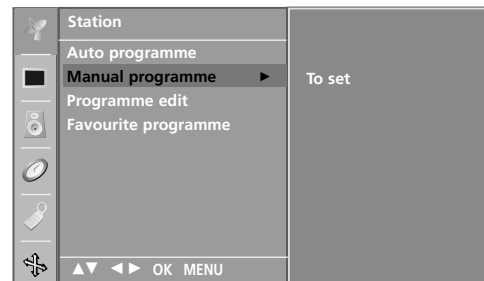 Station
Auto programme
Manual programme ►
To set
Programme edit
Favourite programme
▲▼ ◄► OK MENU